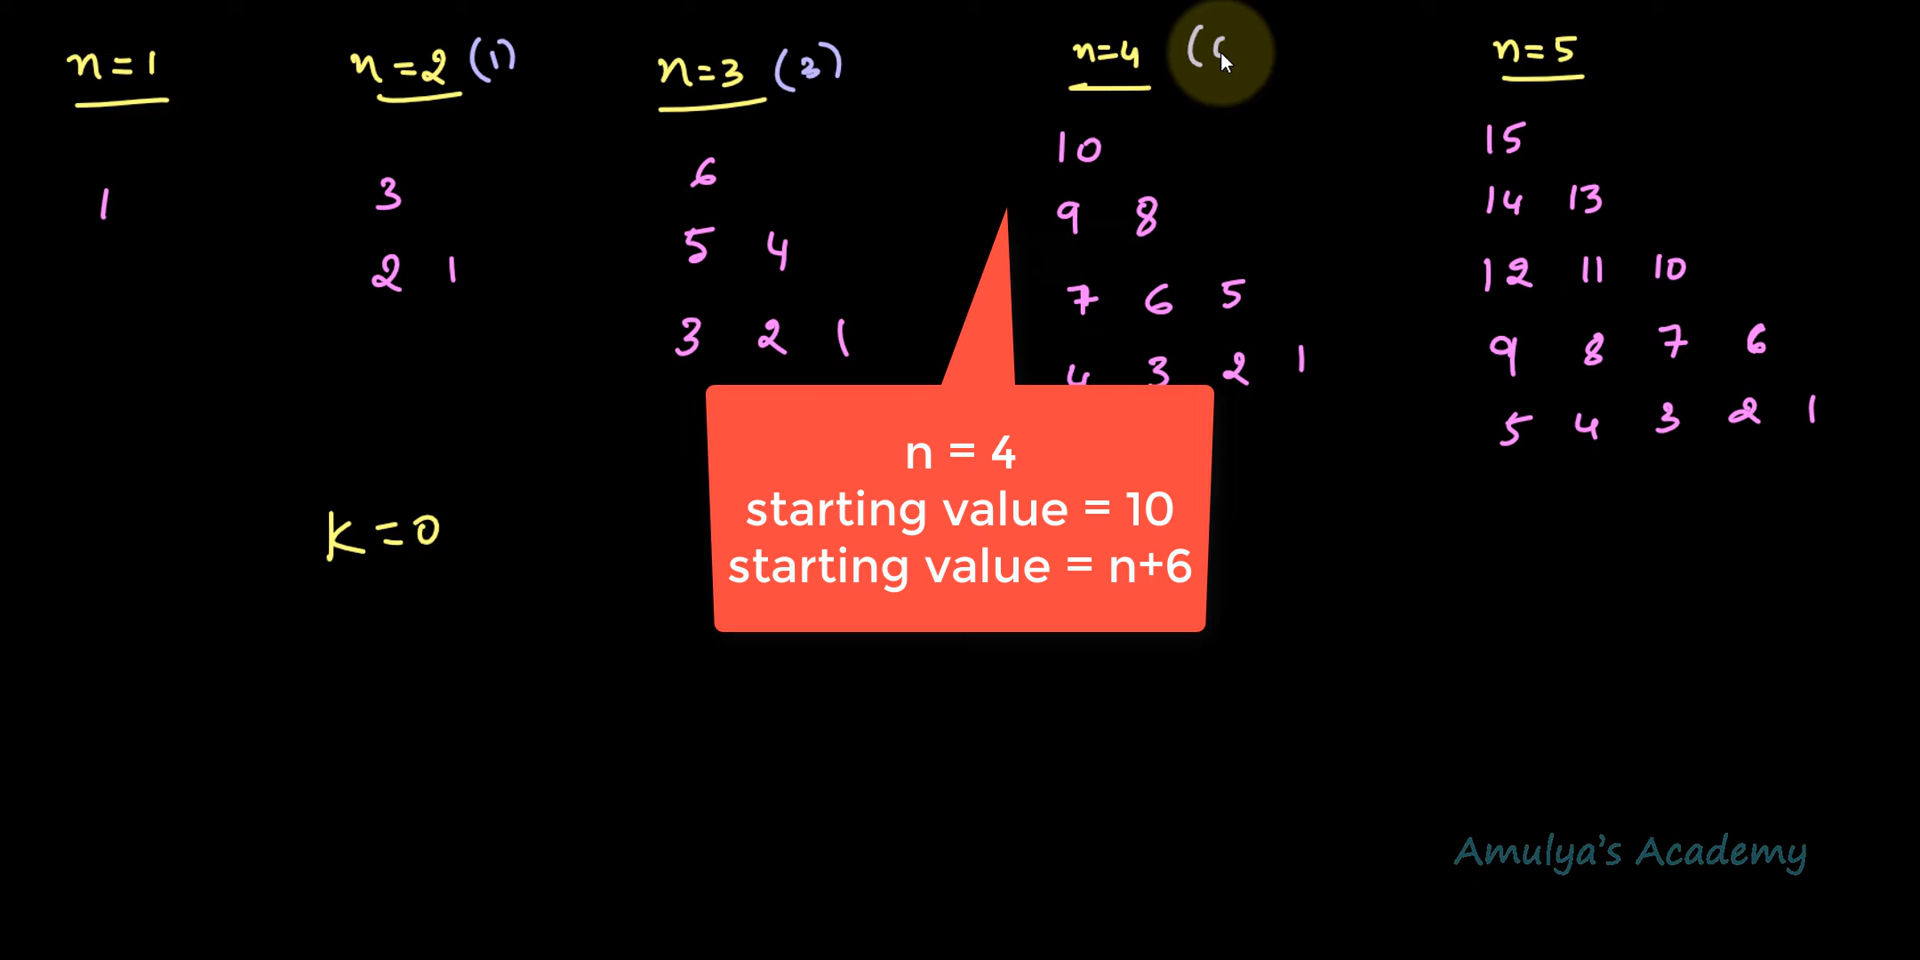 n=1
1
n=2 (1)
3
2 1
n=3 (3)
6
5 4
3 2 1
n=4 (
10
9 8
7 6 5
4 3 2 1
n=5
15
14 13
12 11 10
9 8 7 6
5 4 3 2 1
K=0
n = 4
starting value = 10
starting value = n+6
Amulya's Academy